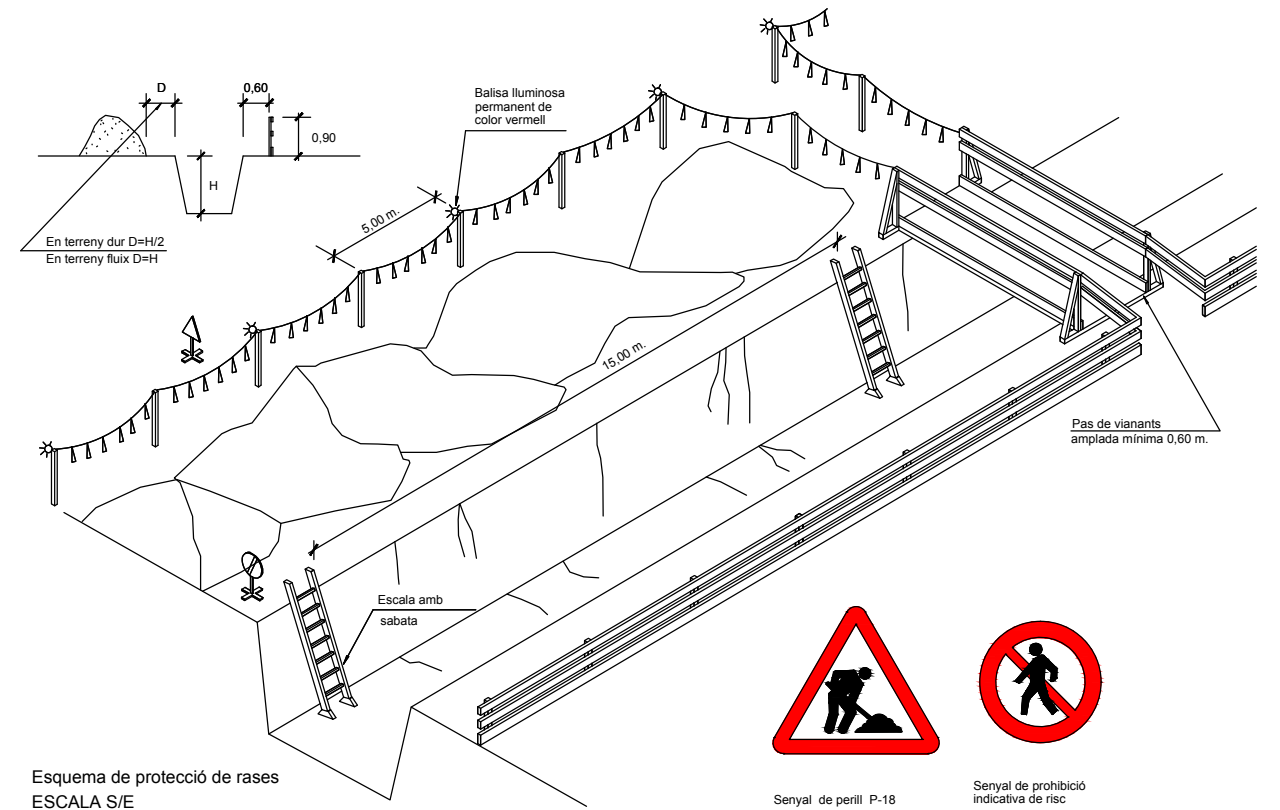 D
0,60
0,90
H
En terreny dur D=H/2
En terreny fluix D=H
Balisa lluminosa
permanent de
color vermell
5,00 m.
15,00 m.
Pas de vianants
amplada mínima 0,60 m.
Escala amb
sabata
Esquema de protecció de rases
ESCALA S/E
Senyal de perill P-18
Senyal de prohibició
indicativa de risc